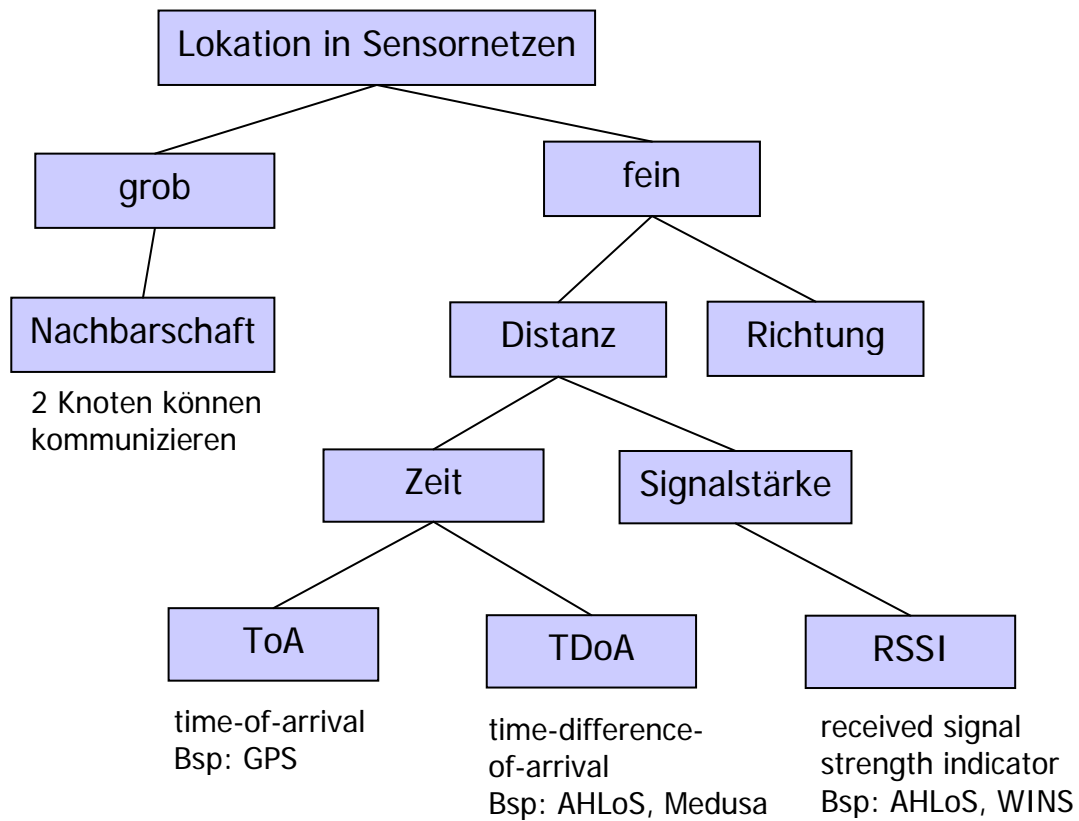 Lokation in Sensornetzen
grob
fein
Nachbarschaft
Distanz
Richtung
2 Knoten können
kommunizieren
Zeit
Signalstärke
ToA
TDoA
RSSI
time-of-arrival
Bsp: GPS
time-difference-
of-arrival
Bsp: AHLoS, Medusa
received signal
strength indicator
Bsp: AHLoS, WINS